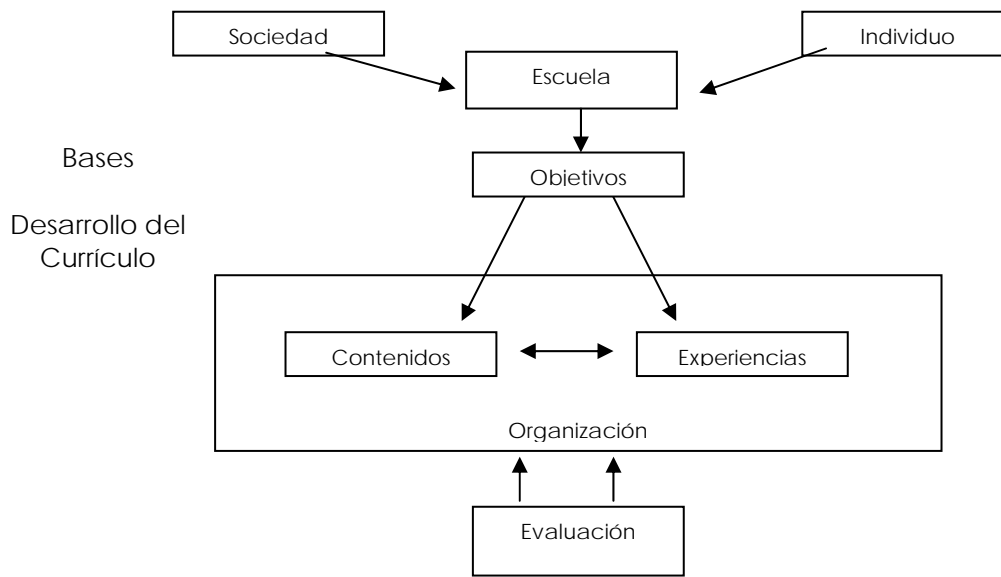 Sociedad
Individuo
Escuela
Bases
Objetivos
Desarrollo del
Currículo
Contenidos
Experiencias
Organización
Evaluación